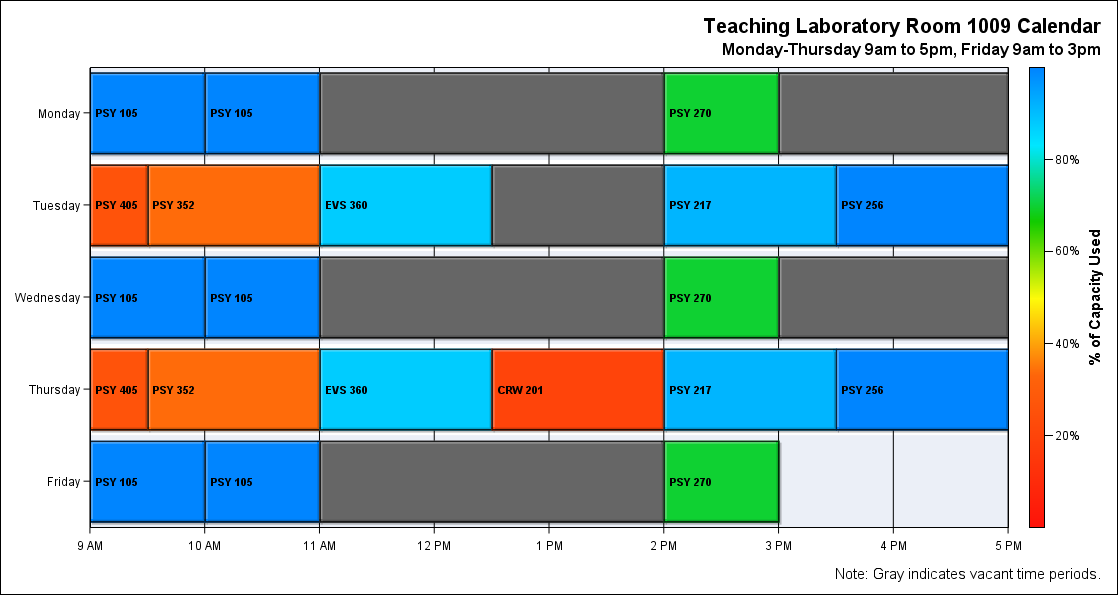 Teaching Laboratory Room 1009 Calendar
Monday-Thursday 9am to 5pm, Friday 9am to 3pm
Monday
PSY 105
PSY 105
PSY 270
Tuesday
PSY 405
PSY 352
EVS 360
PSY 217
PSY 256
Wednesday
PSY 105
PSY 105
PSY 270
Thursday
PSY 405
PSY 352
EVS 360
CRW 201
PSY 217
PSY 256
Friday
PSY 105
PSY 105
PSY 270
9 AM
10 AM
11 AM
12 PM
1 PM
2 PM
3 PM
4 PM
5 PM
80%
60%
40%
20%
% of Capacity Used
Note: Gray indicates vacant time periods.